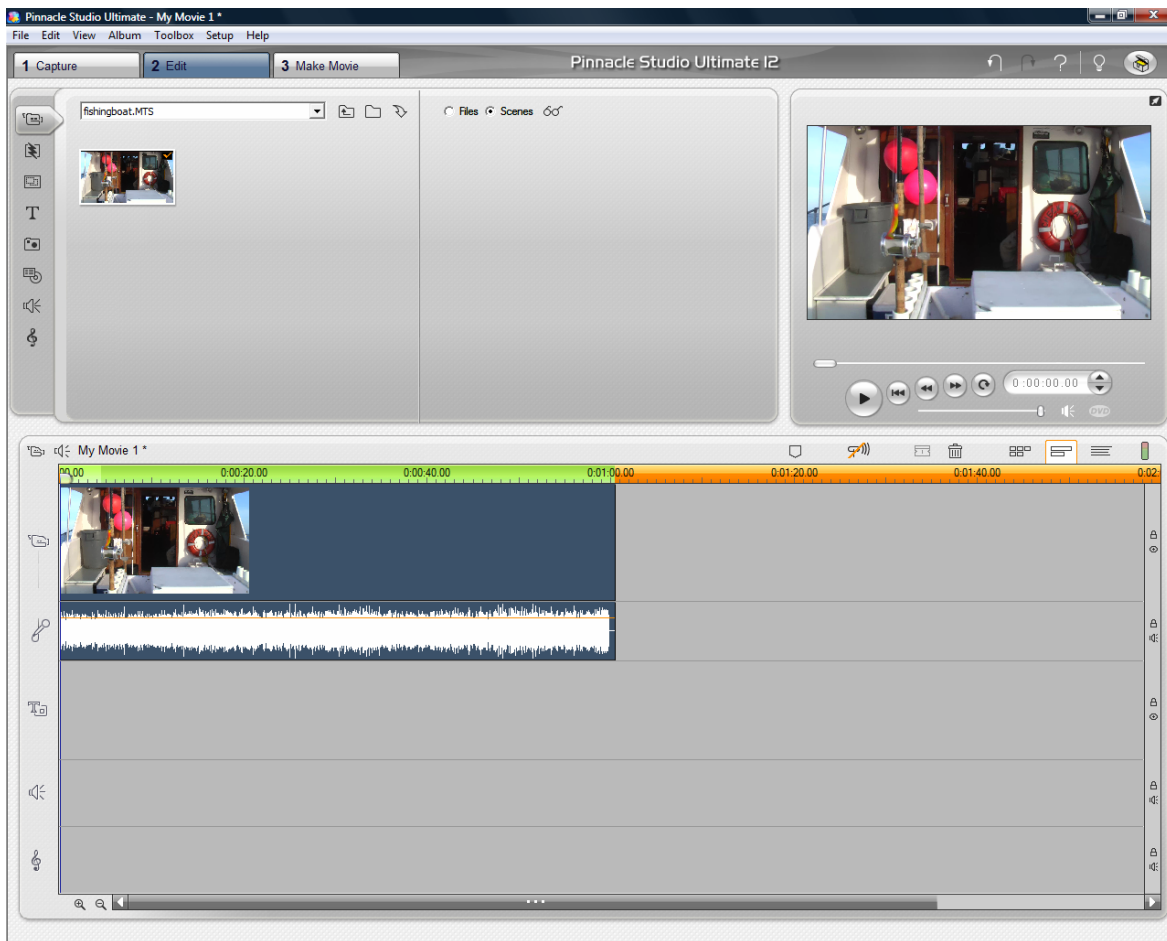 Pinnacle Studio Ultimate - My Movie 1 *
File Edit View Album Toolbox Setup Help
1 Capture
2 Edit
3 Make Movie
Pinnacle Studio Ultimate 12
fishingboat.MTS
Files Scenes
0:00:00.00
DVD
My Movie 1 *
00.00 0:00:20.00 0:00:40.00 0:01:00.00 0:01:20.00 0:01:40.00 0:02: